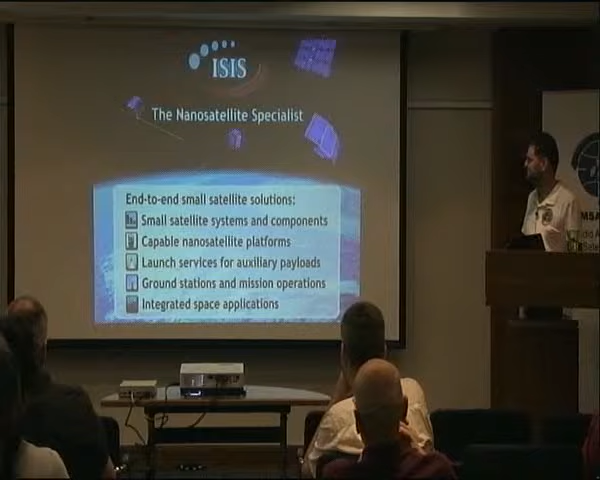 ISIS
The Nanosatellite Specialist
End-to-end small satellite solutions:
Small satellite systems and components
Capable nanosatellite platforms
Launch services for auxiliary payloads
Ground stations and mission operations
Integrated space applications